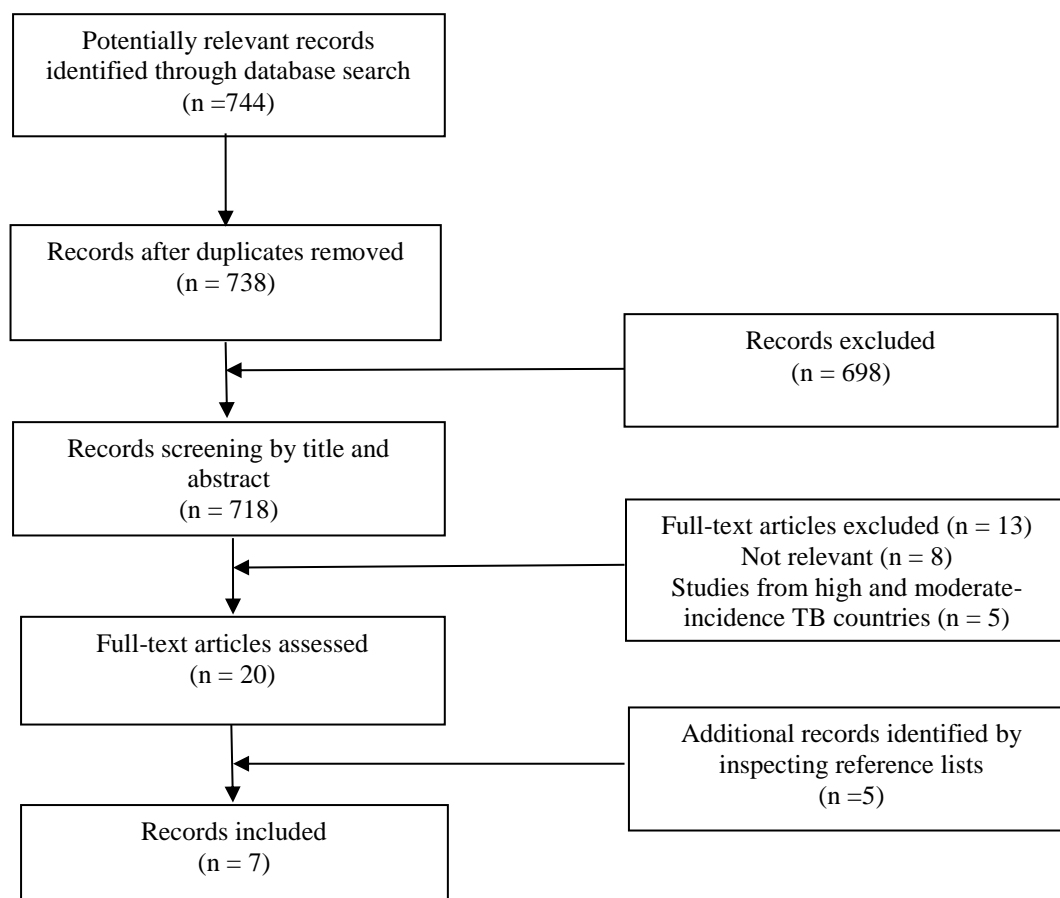 Potentially relevant records
identified through database search
(n =744)
Records after duplicates removed
(n = 738)
Records excluded
(n = 698)
Records screening by title and
abstract
(n = 718)
Full-text articles excluded (n = 13)
Not relevant (n = 8)
Studies from high and moderate-
incidence TB countries (n = 5)
Full-text articles assessed
(n = 20)
Additional records identified by
inspecting reference lists
(n =5)
Records included
(n = 7)